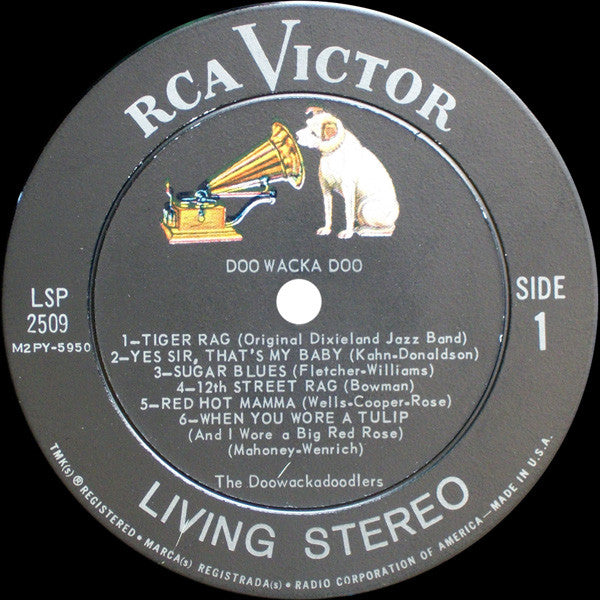 RCA VICTOR
DOO WACKA DOO
LSP
2509
M2PY-5950
SIDE
1
1-TIGER RAG (Original Dixieland Jazz Band)
2-YES SIR, THAT'S MY BABY (Kahn-Donaldson)
3-SUGAR BLUES (Fletcher-Williams)
4-12th STREET RAG (Bowman)
5-RED HOT MAMMA (Wells-Cooper-Rose)
6-WHEN YOU WORE A TULIP
(And I Wore a Big Red Rose)
(Mahoney-Wenrich)
The Doowackadoodlers
LIVING STEREO
TMK(s) ® REGISTERED • MARCA(s) REGISTRADA(s) • RADIO CORPORATION OF AMERICA—MADE IN U.S.A.